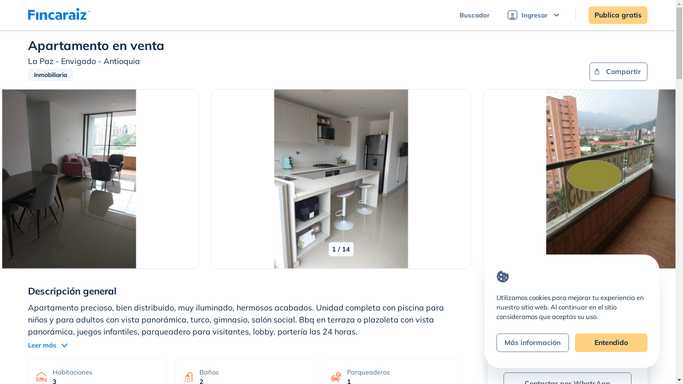 Fincaraiz
Buscador
Ingresar
Publica gratis
Apartamento en venta
La Paz - Envigado - Antioquia
Inmobiliaria
Compartir
1 / 14
Descripción general
Apartamento precioso, bien distribuido, muy iluminado, hermosos acabados. Unidad completa con piscina para
niños y para adultos con vista panorámica, turco, gimnasio, salón social. Bbq en terraza o plazoleta con vista
panorámica, juegos infantiles, parqueadero para visitantes, lobby, portería las 24 horas.
Leer más
Habitaciones
3
Baños
2
Parqueaderos
1
Utilizamos cookies para mejorar tu experiencia en
nuestro sitio web. Al continuar en el sitio
consideramos que aceptas su uso.
Más información
Entendido
Contactar por WhatsApp